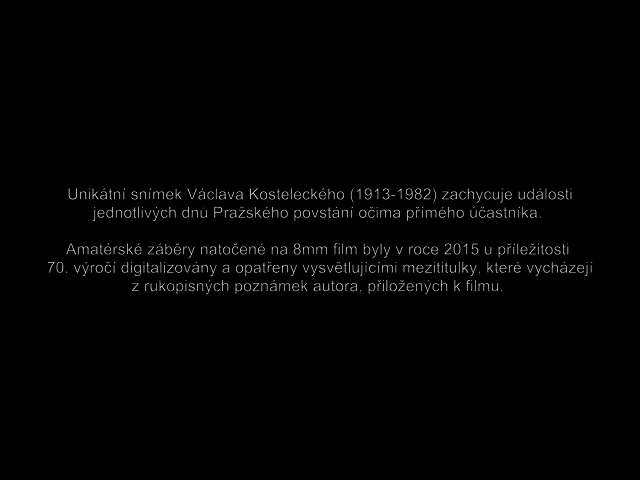 Unikátní snímek Václava Kosteleckého (1913-1982) zachycuje události
jednotlivých dnů Pražského povstání očima přímého účastníka.
Amatérské záběry natočené na 8mm film byly v roce 2015 u příležitosti
70. výročí digitalizovány a opatřeny vysvětlujícími mezititulky, které vycházejí
z rukopisných poznámek autora, přiložených k filmu.